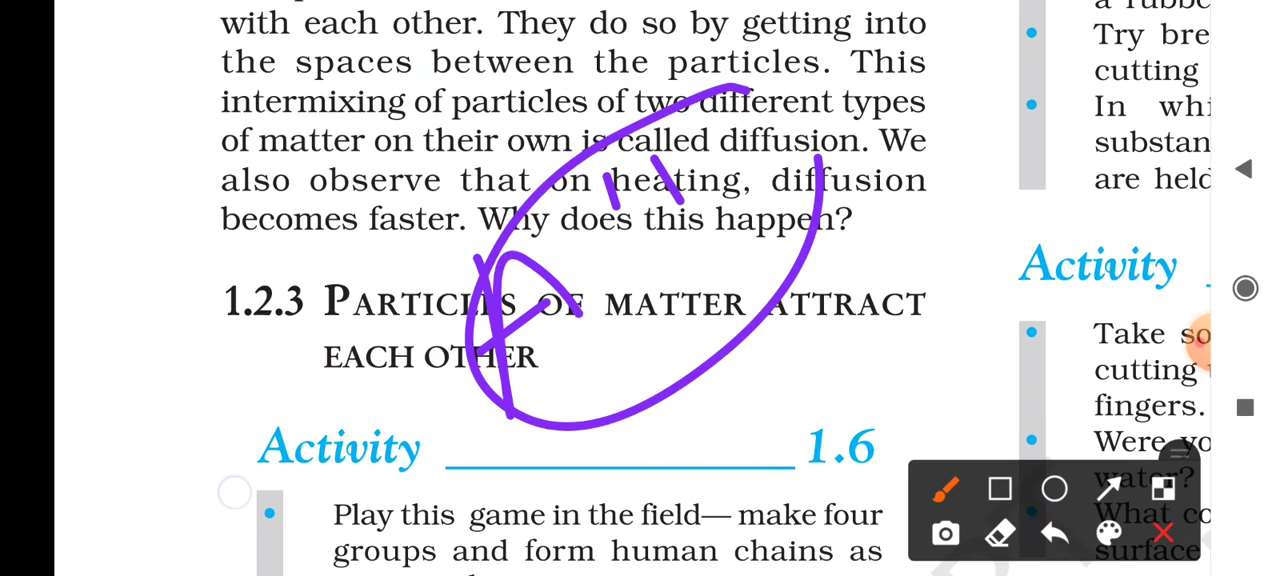 with each other. They do so by getting into
the spaces between the particles. This
intermixing of particles of two different types
of matter on their own is called diffusion. We
also observe that on heating, diffusion
becomes faster. Why does this happen?
1.2.3 PARTICLES OF MATTER ATTRACT
EACH OTHER
Activity 1.6
Play this game in the field— make four
groups and form human chains as
Try bre
cutting
In whi
substan
are held
Activity
Take so
cutting
fingers.
Were yo
water?
What co
surface